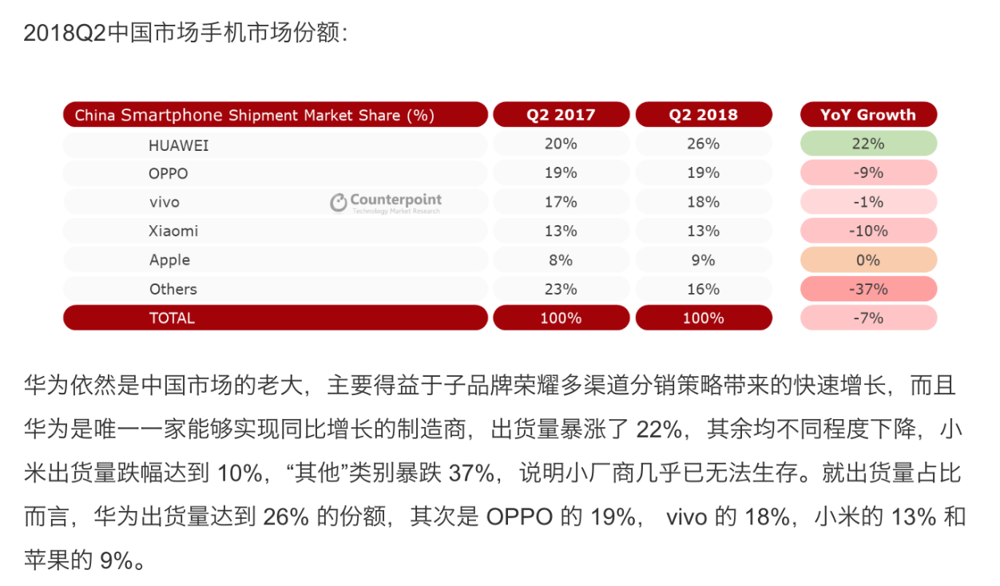 2018Q2中国市场手机市场份额：
China Smartphone Shipment Market Share (%) Q2 2017 Q2 2018 YoY Growth
HUAWEI 20% 26% 22%
OPPO 19% 19% -9%
vivo 17% 18% -1%
Counterpoint
Technology Market Research
Xiaomi 13% 13% -10%
Apple 8% 9% 0%
Others 23% 16% -37%
TOTAL 100% 100% -7%
华为依然是中国市场的老大，主要得益于子品牌荣耀多渠道分销策略带来的快速增长，而且
华为是唯一一家能够实现同比增长的制造商，出货量暴涨了 22%，其余均不同程度下降，小
米出货量跌幅达到 10%，“其他”类别暴跌 37%，说明小厂商几乎已无法生存。就出货量占比
而言，华为出货量达到 26% 的份额，其次是 OPPO 的 19%， vivo 的 18%，小米的 13% 和
苹果的 9%。